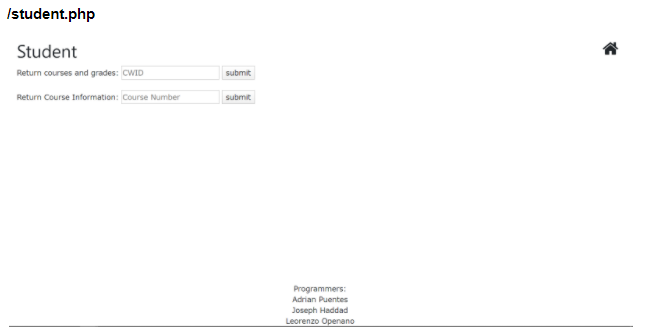 /student.php
Student
Return courses and grades: CWID submit
Return Course Information: Course Number submit
Programmers:
Adrian Puentes
Joseph Haddad
Leorenzo Openano